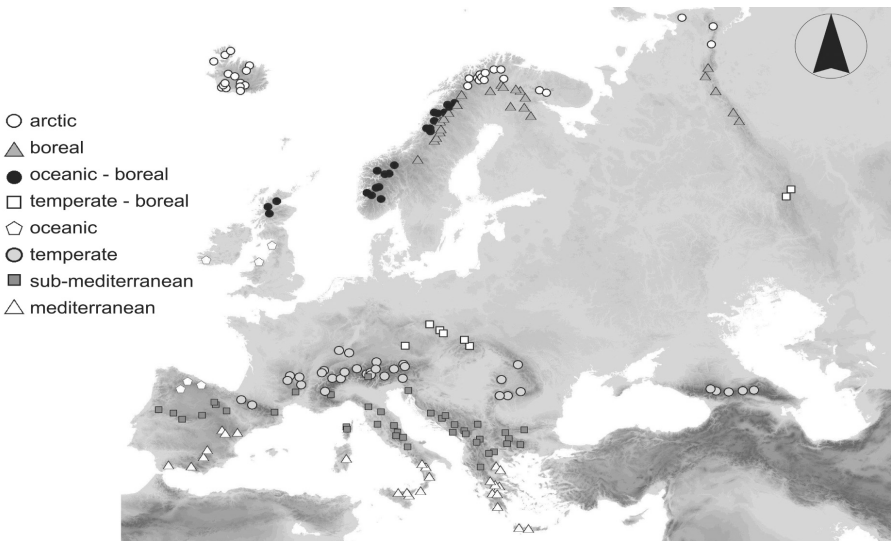 arctic
boreal
oceanic - boreal
temperate - boreal
oceanic
temperate
sub-mediterranean
mediterranean